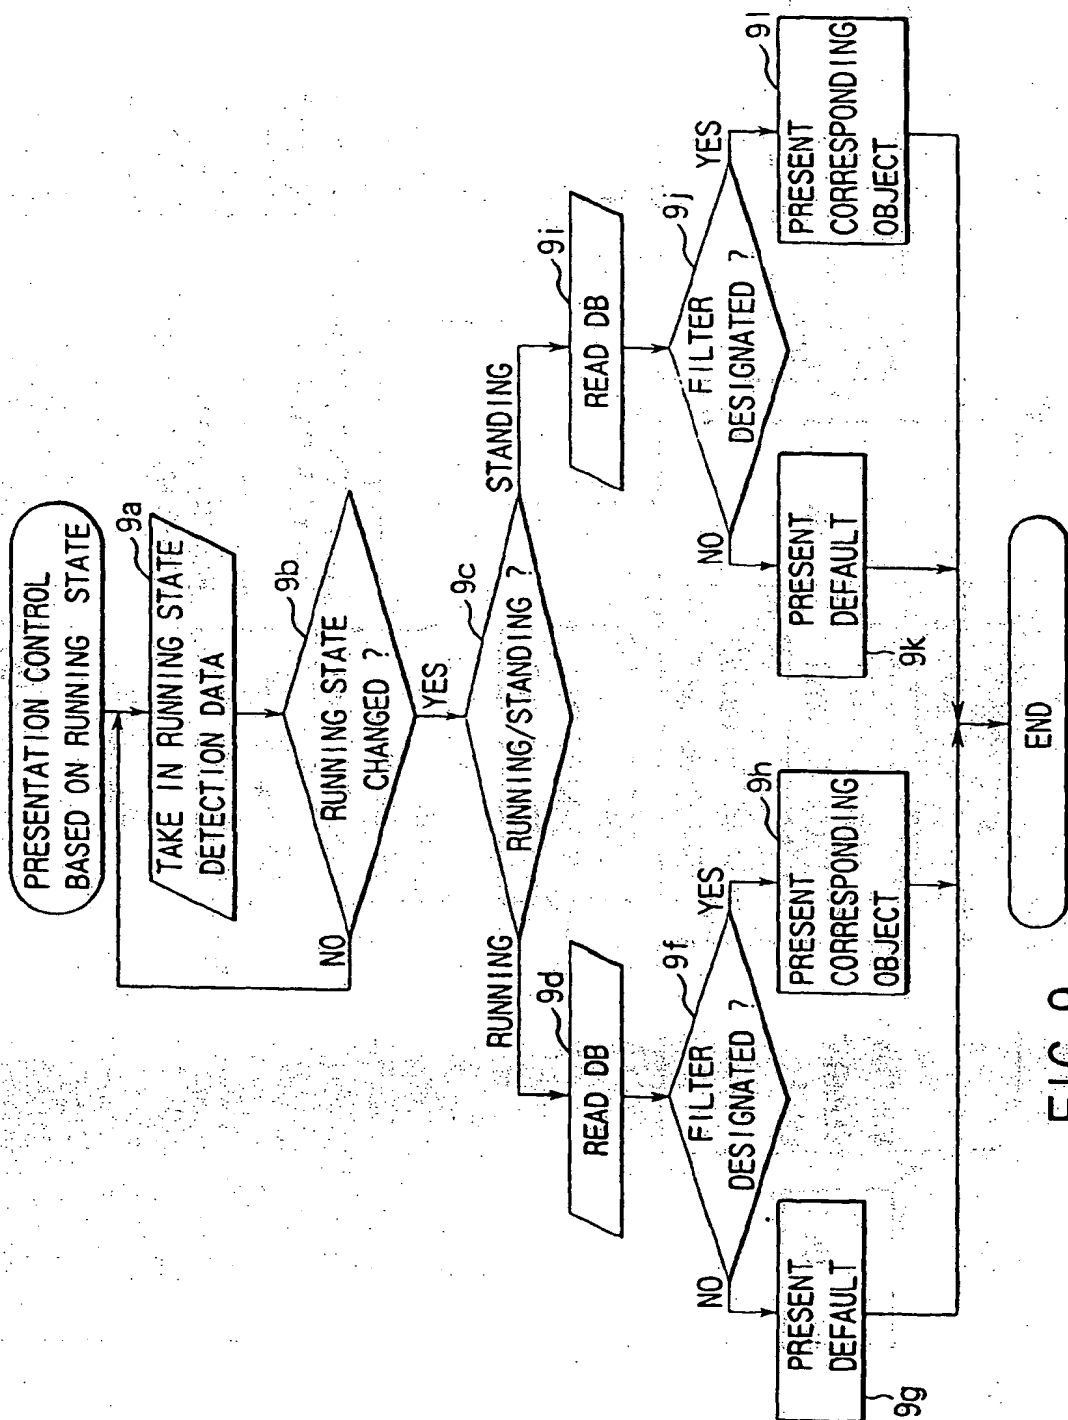 PRESENTATION CONTROL
BASED ON RUNNING STATE
9a
TAKE IN RUNNING STATE
DETECTION DATA
9b
RUNNING STATE
CHANGED ?
NO
YES
9c
RUNNING/STANDING ?
RUNNING
STANDING
9d
READ DB
9f
FILTER
DESIGNATED ?
NO
YES
PRESENT
DEFAULT
9g
9h
PRESENT
CORRESPONDING
OBJECT
9i
READ DB
9j
FILTER
DESIGNATED ?
NO
YES
PRESENT
DEFAULT
9k
9l
PRESENT
CORRESPONDING
OBJECT
END